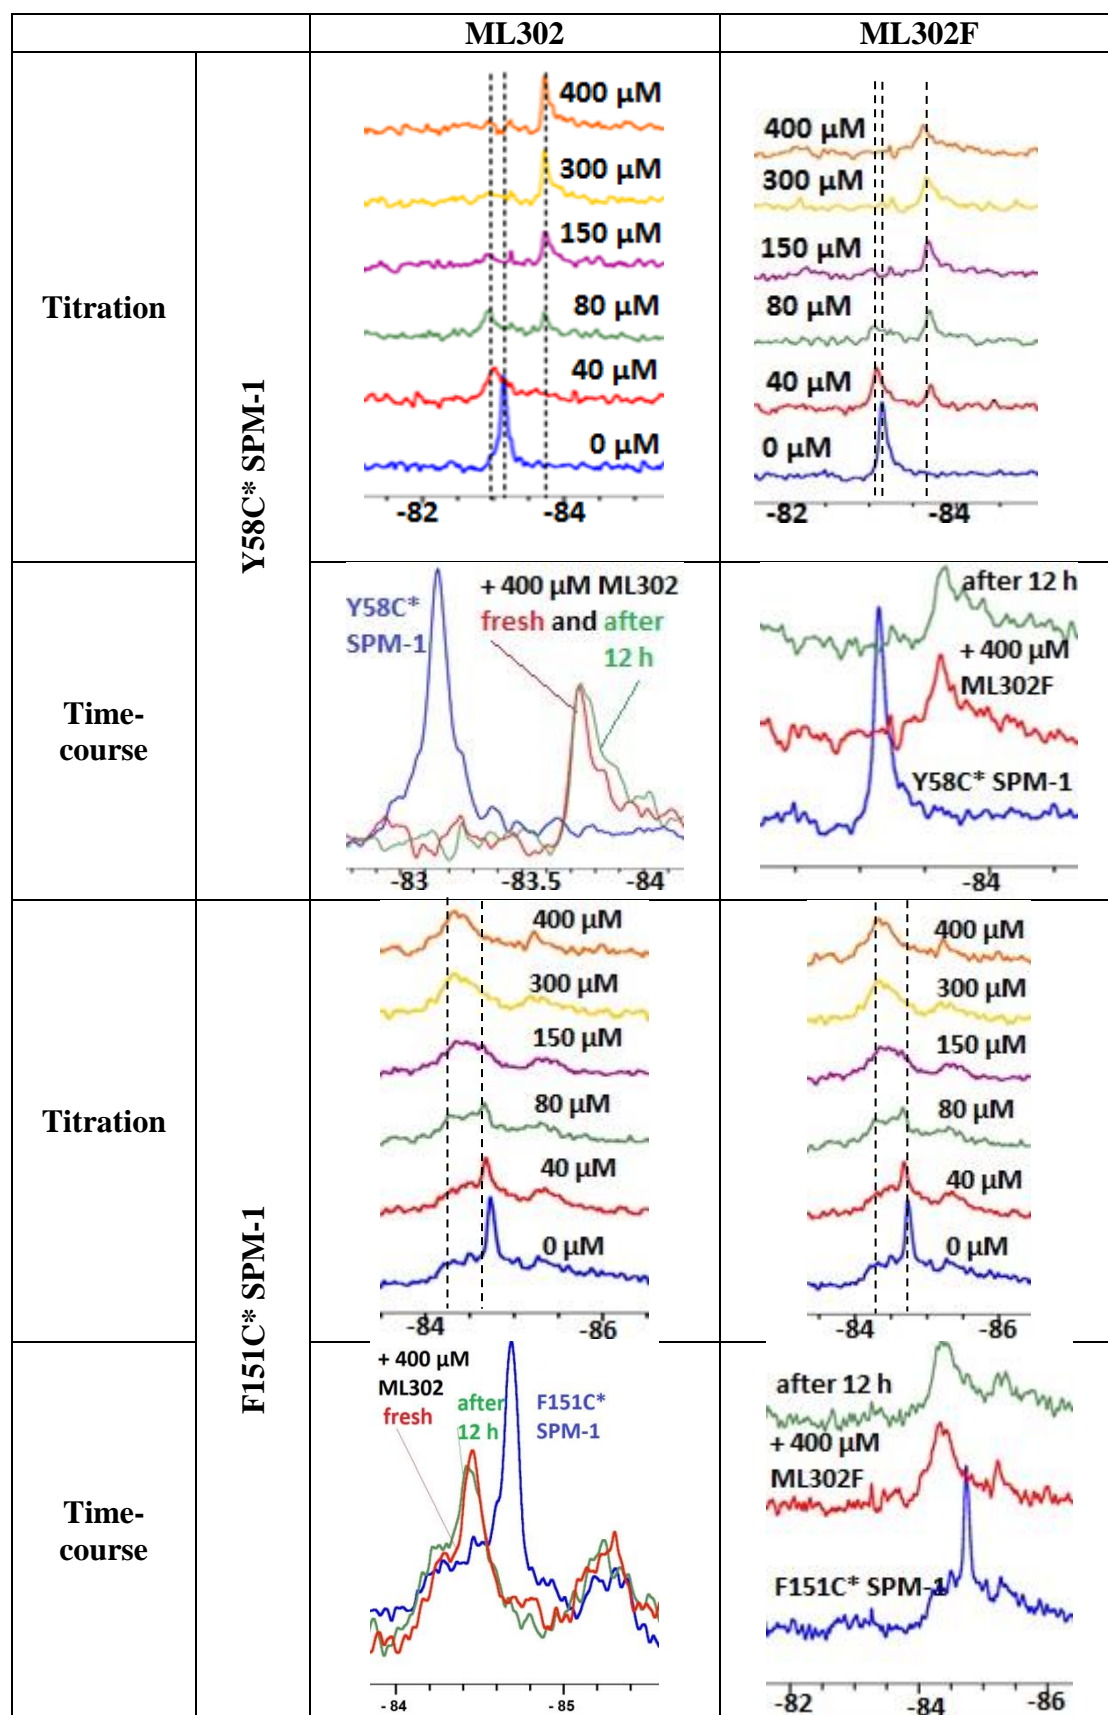 ML302
ML302F
Titration
Y58C* SPM-1
400 µM
300 µM
150 µM
80 µM
40 µM
0 µM
-82
-84
400 µM
300 µM
150 µM
80 µM
40 µM
0 µM
-82
-84
Time-
course
Y58C*
SPM-1
+ 400 µM ML302
fresh and after
12 h
-83
-83.5
-84
after 12 h
+ 400 µM
ML302F
Y58C* SPM-1
-84
Titration
F151C* SPM-1
400 µM
300 µM
150 µM
80 µM
40 µM
0 µM
-84
-86
400 µM
300 µM
150 µM
80 µM
40 µM
0 µM
-84
-86
Time-
course
+ 400 µM
ML302
fresh
after
12 h
F151C*
SPM-1
-84
-85
after 12 h
+ 400 µM
ML302F
F151C* SPM-1
-82
-84
-86